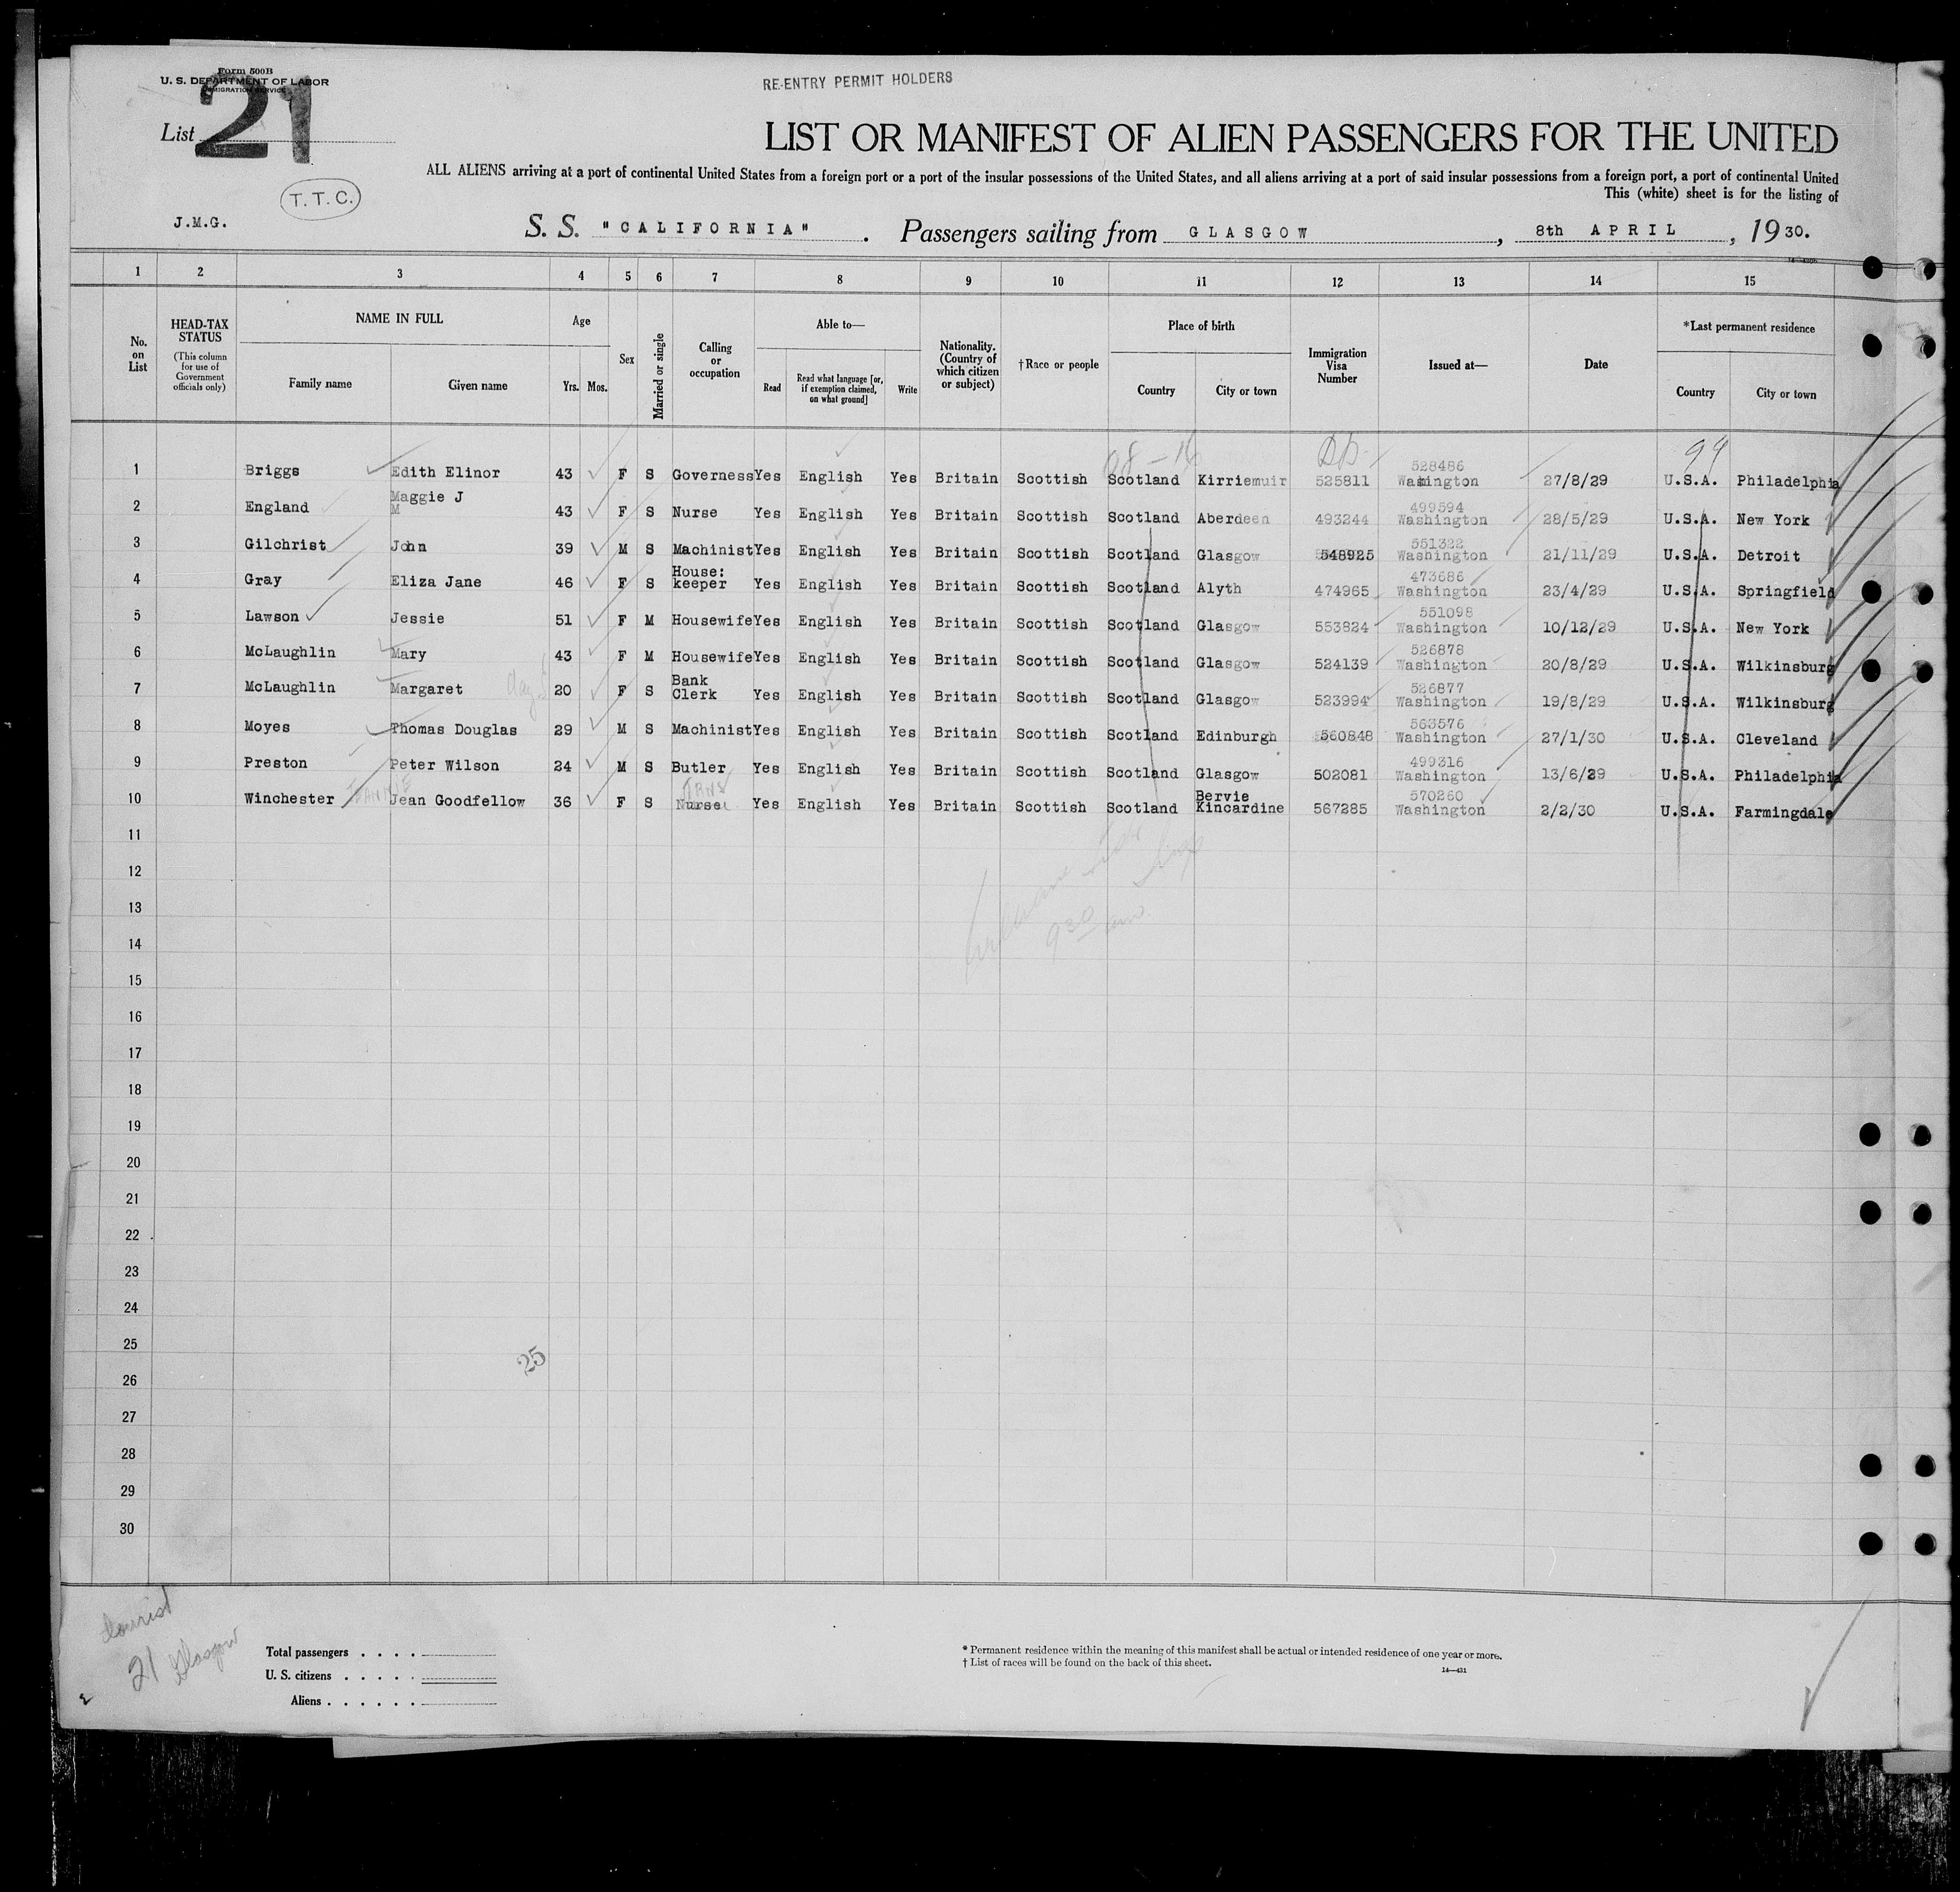 Form 500B
U. S. DEPARTMENT OF LABOR
IMMIGRATION SERVICE
RE-ENTRY PERMIT HOLDERS
List 21
LIST OR MANIFEST OF ALIEN PASSENGERS FOR THE UNITED
ALL ALIENS arriving at a port of continental United States from a foreign port or a port of the insular possessions of the United States, and all aliens arriving at a port of said insular possessions from a foreign port, a port of continental United
This (white) sheet is for the listing of
T. T. C.
J.M.G.
S. S. "CALIFORNIA" . Passengers sailing from GLASGOW , 8th APRIL , 19 30.
1 2 3 4 5 6 7 8 9 10 11 12 13 14 15
No. on List
HEAD-TAX STATUS (This column for use of Government officials only)
NAME IN FULL Family name Given name
Age Yrs. Mos.
Sex
Married or single
Calling or occupation
Able to— Read Read what language [or, if exemption claimed, on what ground] Write
Nationality. (Country of which citizen or subject)
†Race or people
Place of birth Country City or town
Immigration Visa Number
Issued at—
Date
*Last permanent residence Country City or town
99
1 Briggs Edith Elinor 43 F S Governess Yes English Yes Britain Scottish Scotland Kirriemuir 525811 528486 Washington 27/8/29 U.S.A. Philadelphia
2 England Maggie J M 43 F S Nurse Yes English Yes Britain Scottish Scotland Aberdeen 493244 499594 Washington 28/5/29 U.S.A. New York
3 Gilchrist John 39 M S Machinist Yes English Yes Britain Scottish Scotland Glasgow 548925 551322 Washington 21/11/29 U.S.A. Detroit
4 Gray Eliza Jane 46 F S House: keeper Yes English Yes Britain Scottish Scotland Alyth 474965 473686 Washington 23/4/29 U.S.A. Springfield
5 Lawson Jessie 51 F M Housewife Yes English Yes Britain Scottish Scotland Glasgow 553824 551098 Washington 10/12/29 U.S.A. New York
6 McLaughlin Mary 43 F M Housewife Yes English Yes Britain Scottish Scotland Glasgow 524139 526878 Washington 20/8/29 U.S.A. Wilkinsburg
7 McLaughlin Margaret 20 F S Bank Clerk Yes English Yes Britain Scottish Scotland Glasgow 523994 526877 Washington 19/8/29 U.S.A. Wilkinsburg
8 Moyes Thomas Douglas 29 M S Machinist Yes English Yes Britain Scottish Scotland Edinburgh 560848 563576 Washington 27/1/30 U.S.A. Cleveland
9 Preston Peter Wilson 24 M S Butler Yes English Yes Britain Scottish Scotland Glasgow 502081 499316 Washington 13/6/29 U.S.A. Philadelphia
10 Winchester JEANNIE Jean Goodfellow 36 F S Nurse Yes English Yes Britain Scottish Scotland Bervie Kincardine 567285 570260 Washington 2/2/30 U.S.A. Farmingdale
11
12
13
14
15
16
17
18
19
20
21
22
23
24
25
25
26
27
28
29
30
tourist
21 Glasgow
Total passengers
U. S. citizens
Aliens
* Permanent residence within the meaning of this manifest shall be actual or intended residence of one year or more.
† List of races will be found on the back of this sheet.
14—431